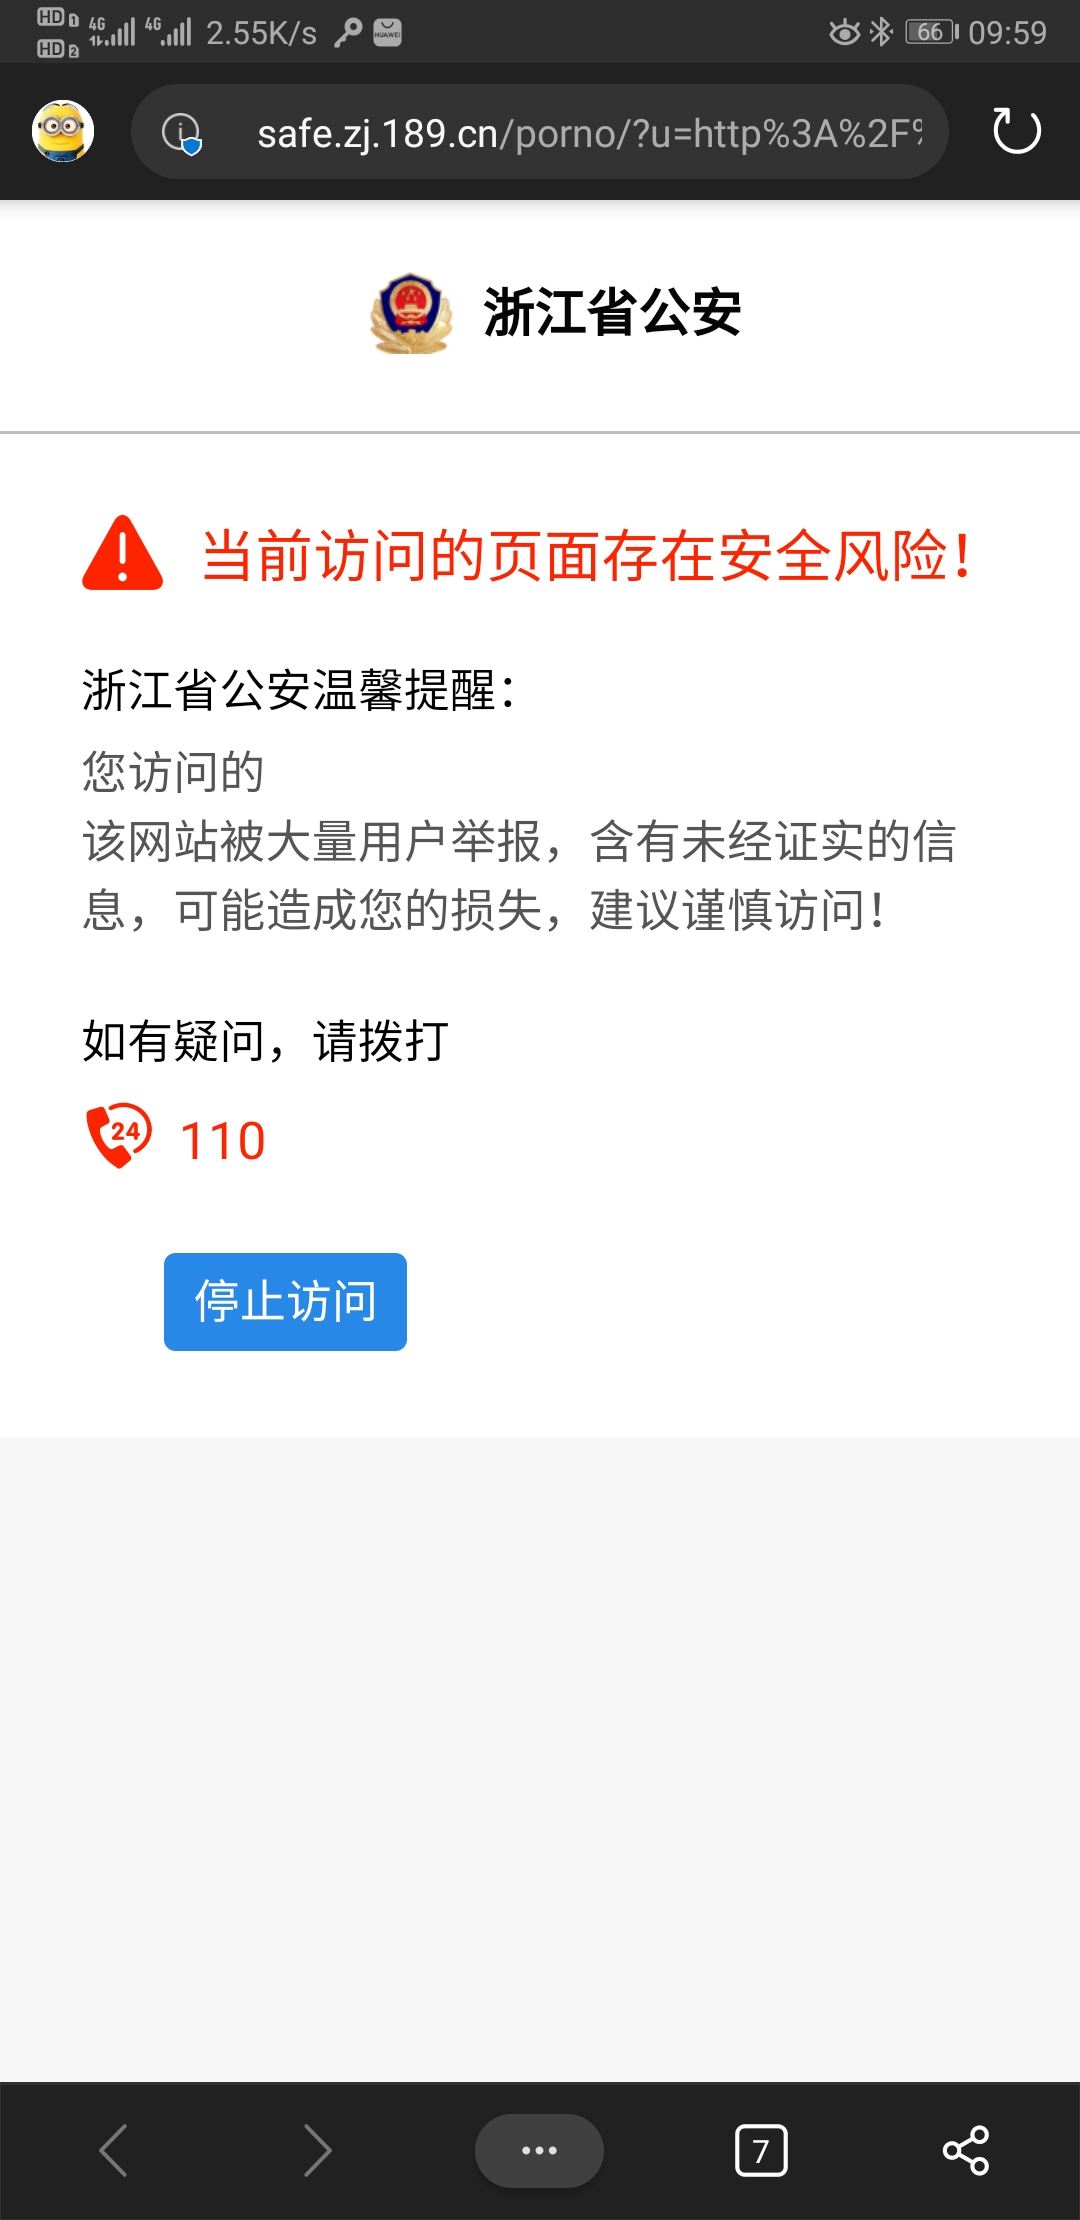 HD 1 4G 4G 2.55K/s HUAWEI 66 09:59
HD 2
safe.zj.189.cn/porno/?u=http%3A%2F%
浙江省公安
当前访问的页面存在安全风险！
浙江省公安温馨提醒：
您访问的
该网站被大量用户举报，含有未经证实的信
息，可能造成您的损失，建议谨慎访问！
如有疑问，请拨打
24 110
停止访问
7